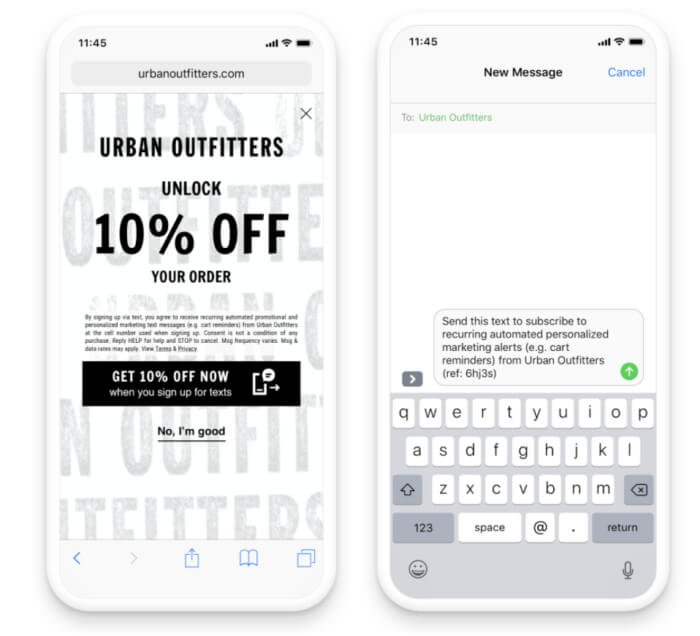 11:45
urbanoutfitters.com
URBAN OUTFITTERS
UNLOCK
10% OFF
YOUR ORDER
By signing up via text, you agree to receive recurring automated promotional and
personalized marketing text messages (e.g. cart reminders) from Urban Outfitters
at the cell number used when signing up. Consent is not a condition of any
purchase. Reply HELP for help and STOP to cancel. Msg frequency varies. Msg &
data rates may apply. View Terms & Privacy.
GET 10% OFF NOW
when you sign up for texts
No, I'm good
11:45
New Message
Cancel
To: Urban Outfitters
Send this text to subscribe to
recurring automated personalized
marketing alerts (e.g. cart
reminders) from Urban Outfitters
(ref: 6hj3s)
q w e r t y u i o p
a s d f g h j k l
z x c v b n m
123 space @ . return